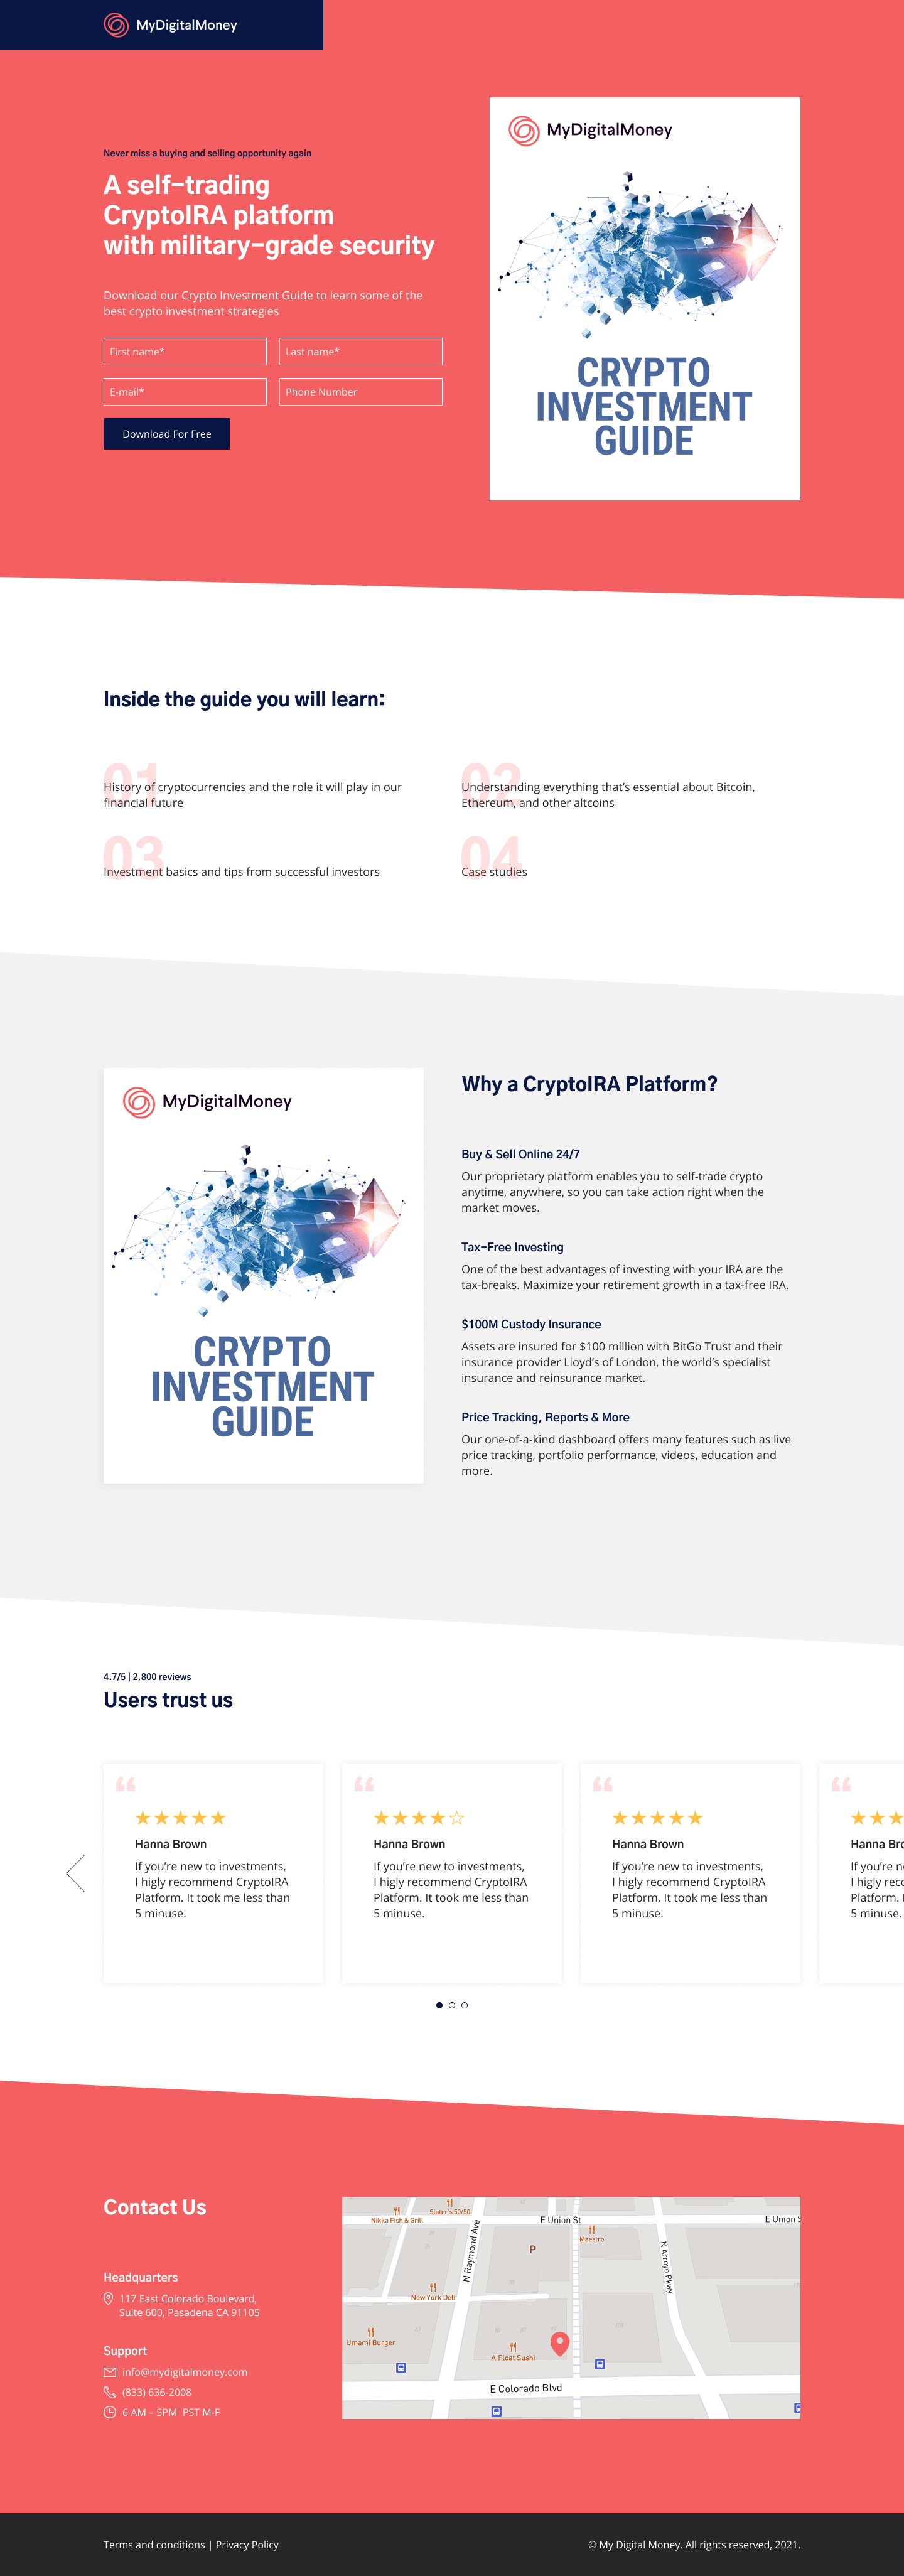 MyDigitalMoney
Never miss a buying and selling opportunity again
A self-trading
CryptoIRA platform
with military-grade security
Download our Crypto Investment Guide to learn some of the
best crypto investment strategies
First name*
Last name*
E-mail*
Phone Number
Download For Free
MyDigitalMoney
CRYPTO
INVESTMENT
GUIDE
Inside the guide you will learn:
01
History of cryptocurrencies and the role it will play in our
financial future
02
Understanding everything that's essential about Bitcoin,
Ethereum, and other altcoins
03
Investment basics and tips from successful investors
04
Case studies
MyDigitalMoney
CRYPTO
INVESTMENT
GUIDE
Why a CryptoIRA Platform?
Buy & Sell Online 24/7
Our proprietary platform enables you to self-trade crypto
anytime, anywhere, so you can take action right when the
market moves.
Tax-Free Investing
One of the best advantages of investing with your IRA are the
tax-breaks. Maximize your retirement growth in a tax-free IRA.
$100M Custody Insurance
Assets are insured for $100 million with BitGo Trust and their
insurance provider Lloyd's of London, the world's specialist
insurance and reinsurance market.
Price Tracking, Reports & More
Our one-of-a-kind dashboard offers many features such as live
price tracking, portfolio performance, videos, education and
more.
4.7/5 | 2,800 reviews
Users trust us
“
Hanna Brown
If you're new to investments,
I higly recommend CryptoIRA
Platform. It took me less than
5 minuse.
“
Hanna Brown
If you're new to investments,
I higly recommend CryptoIRA
Platform. It took me less than
5 minuse.
“
Hanna Brown
If you're new to investments,
I higly recommend CryptoIRA
Platform. It took me less than
5 minuse.
“
Hanna Bro
If you're n
I higly reco
Platform. I
5 minuse.
Contact Us
Headquarters
117 East Colorado Boulevard,
Suite 600, Pasadena CA 91105
Support
info@mydigitalmoney.com
(833) 636-2008
6 AM – 5PM PST M-F
Slater's 50/50
Nikka Fish & Grill
E Union St
E Union S
Maestro
P
N Raymond Ave
N Arroyo Pkwy
New York Deli
Umami Burger
A'Float Sushi
E Colorado Blvd
Terms and conditions | Privacy Policy
© My Digital Money. All rights reserved, 2021.